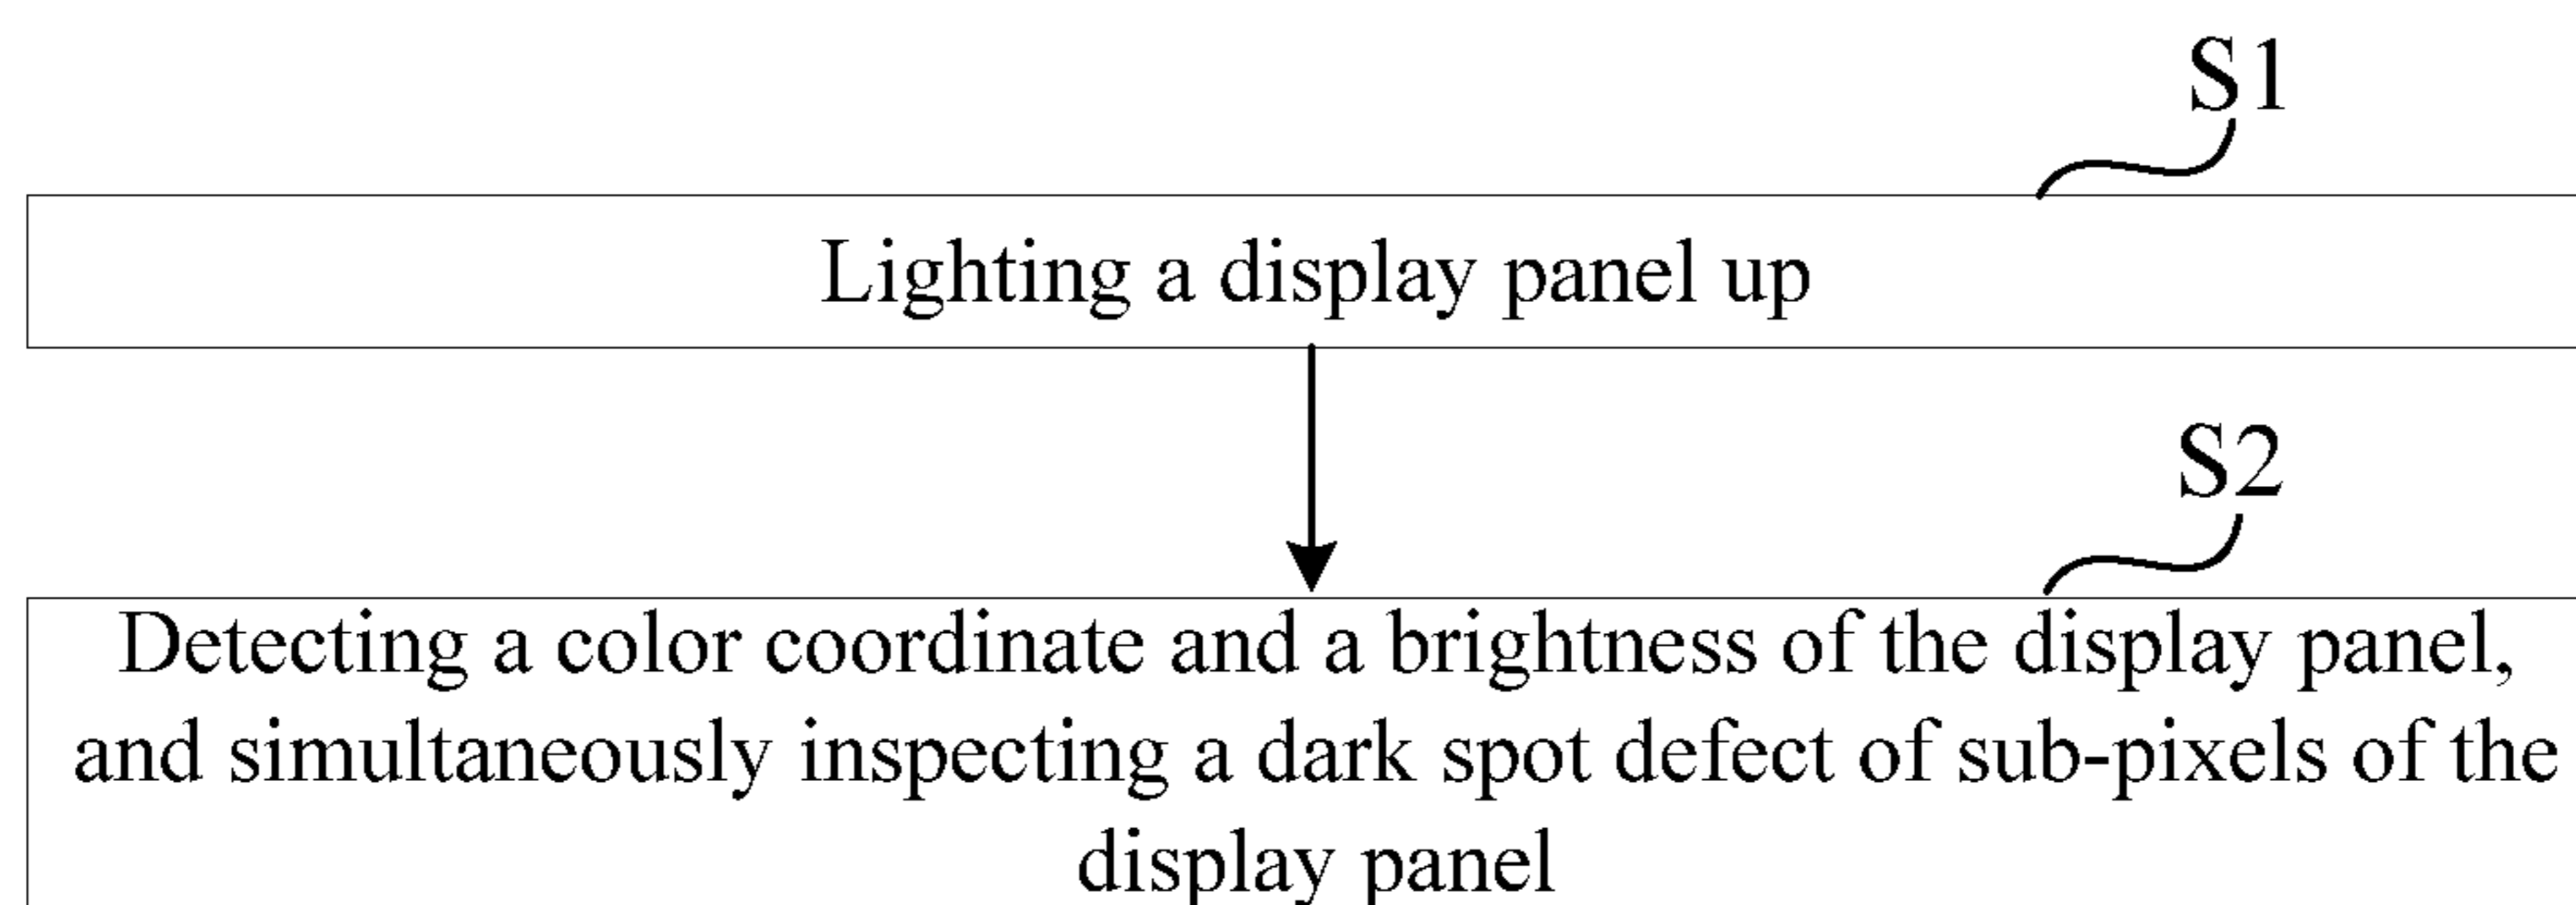 S1
Lighting a display panel up
S2
Detecting a color coordinate and a brightness of the display panel,
and simultaneously inspecting a dark spot defect of sub-pixels of the
display panel